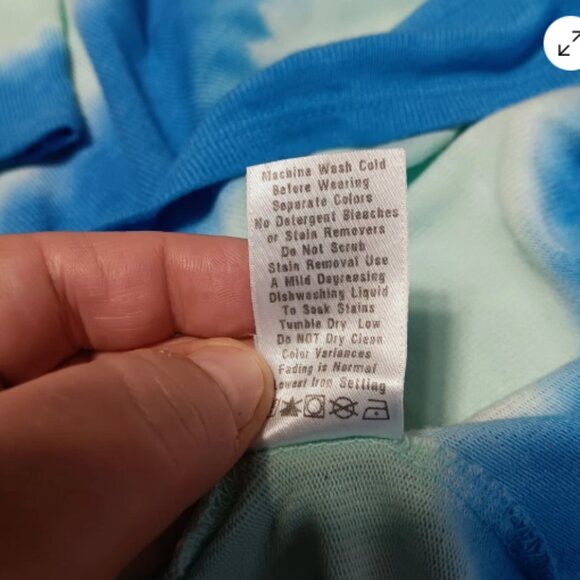 Machine Wash Cold
Before Wearing
Separate Colors
No Detergent Bleaches
or Stain Removers
Do Not Scrub
Stain Removal Use
A Mild Degreasing
Dishwashing Liquid
To Soak Stains
Tumble Dry Low
Do NOT Dry Clean
Color Variances
Fading is Normal
Lowest Iron Setting